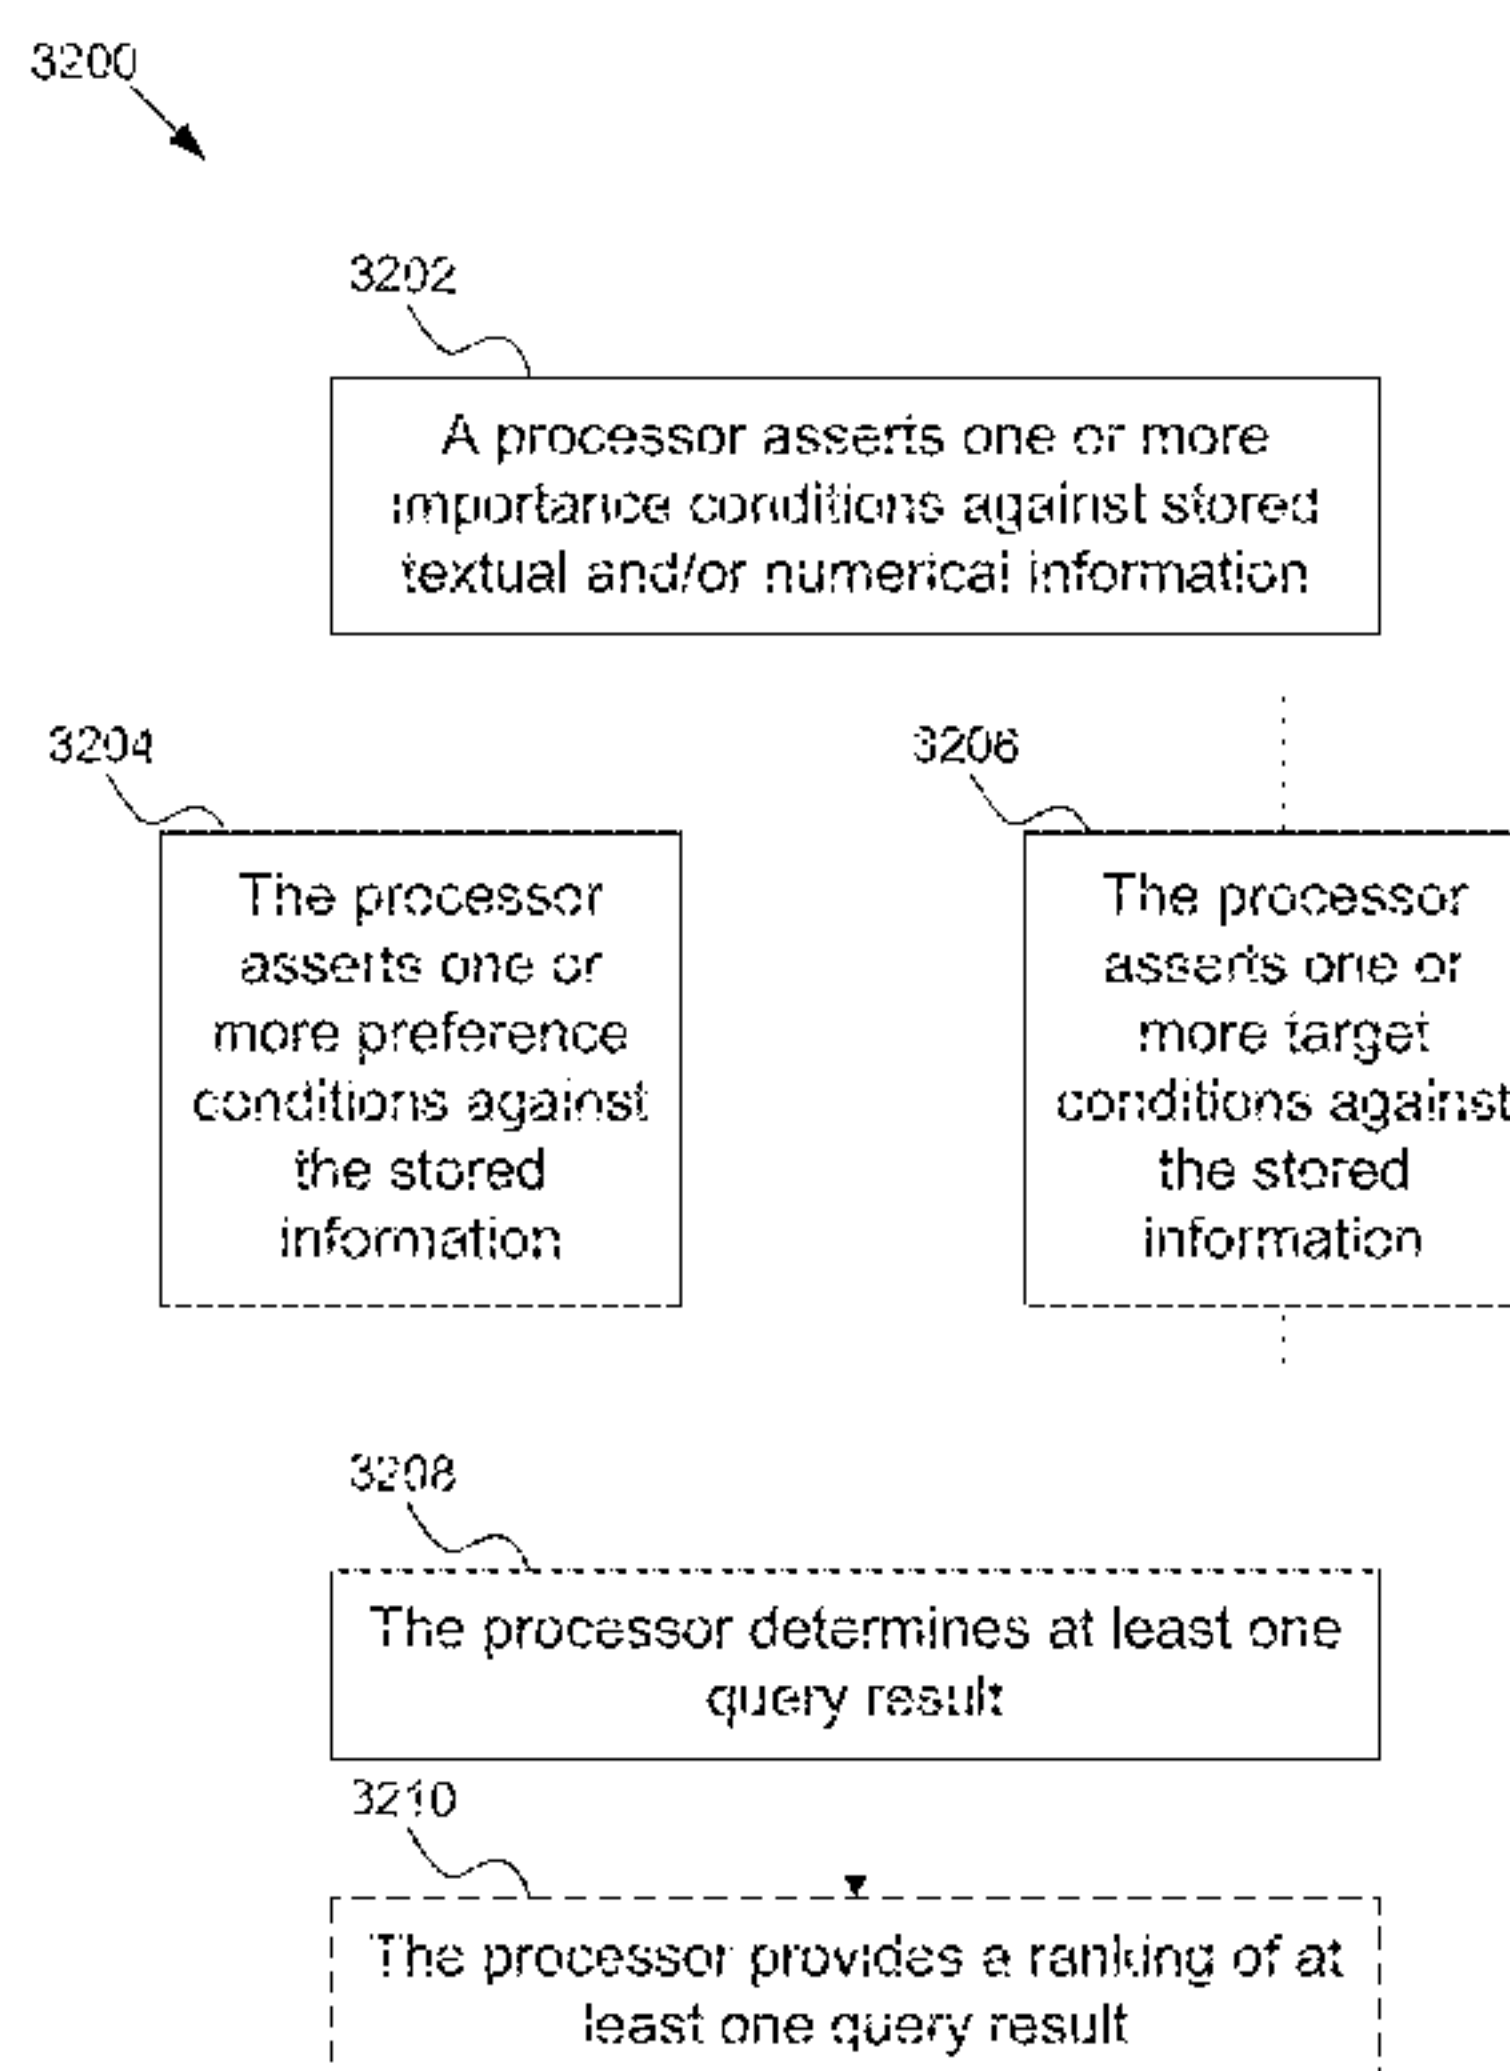 3200
3202
A processor asserts one or more
importance conditions against stored
textual and/or numerical information
3204
The processor
asserts one or
more preference
conditions against
the stored
information
3206
The processor
asserts one or
more target
conditions against
the stored
information
3208
The processor determines at least one
query result
3210
The processor provides a ranking of at
least one query result